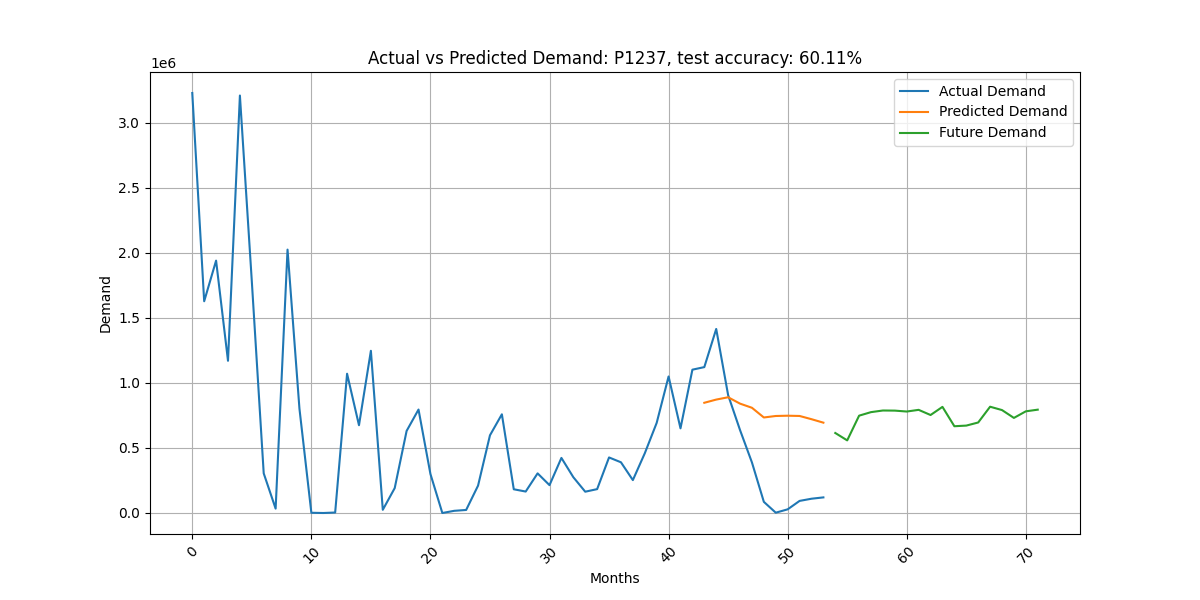 Actual vs Predicted Demand: P1237, test accuracy: 60.11%
1e6
Actual Demand
Predicted Demand
Future Demand
3.0
2.5
2.0
1.5
1.0
0.5
0.0
Demand
0 10 20 30 40 50 60 70
Months